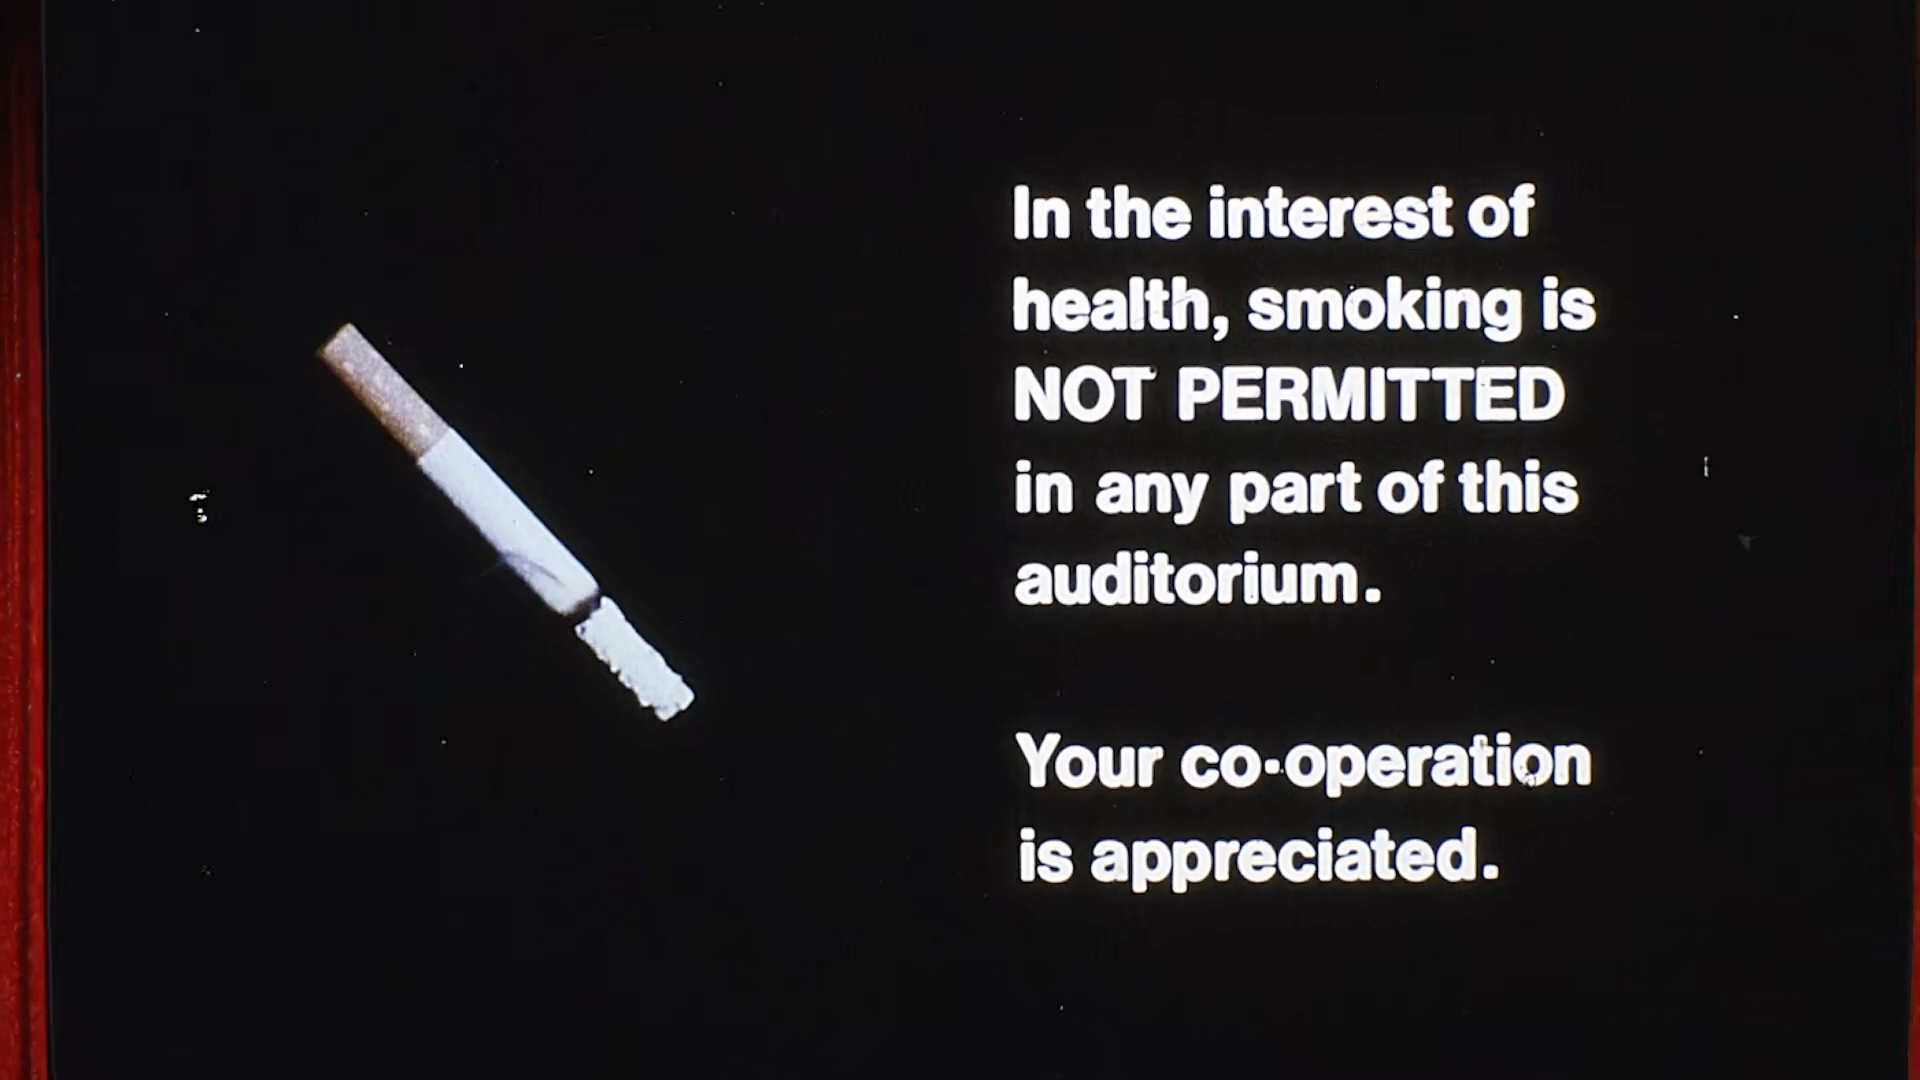 In the interest of
health, smoking is
NOT PERMITTED
in any part of this
auditorium.
Your co-operation
is appreciated.